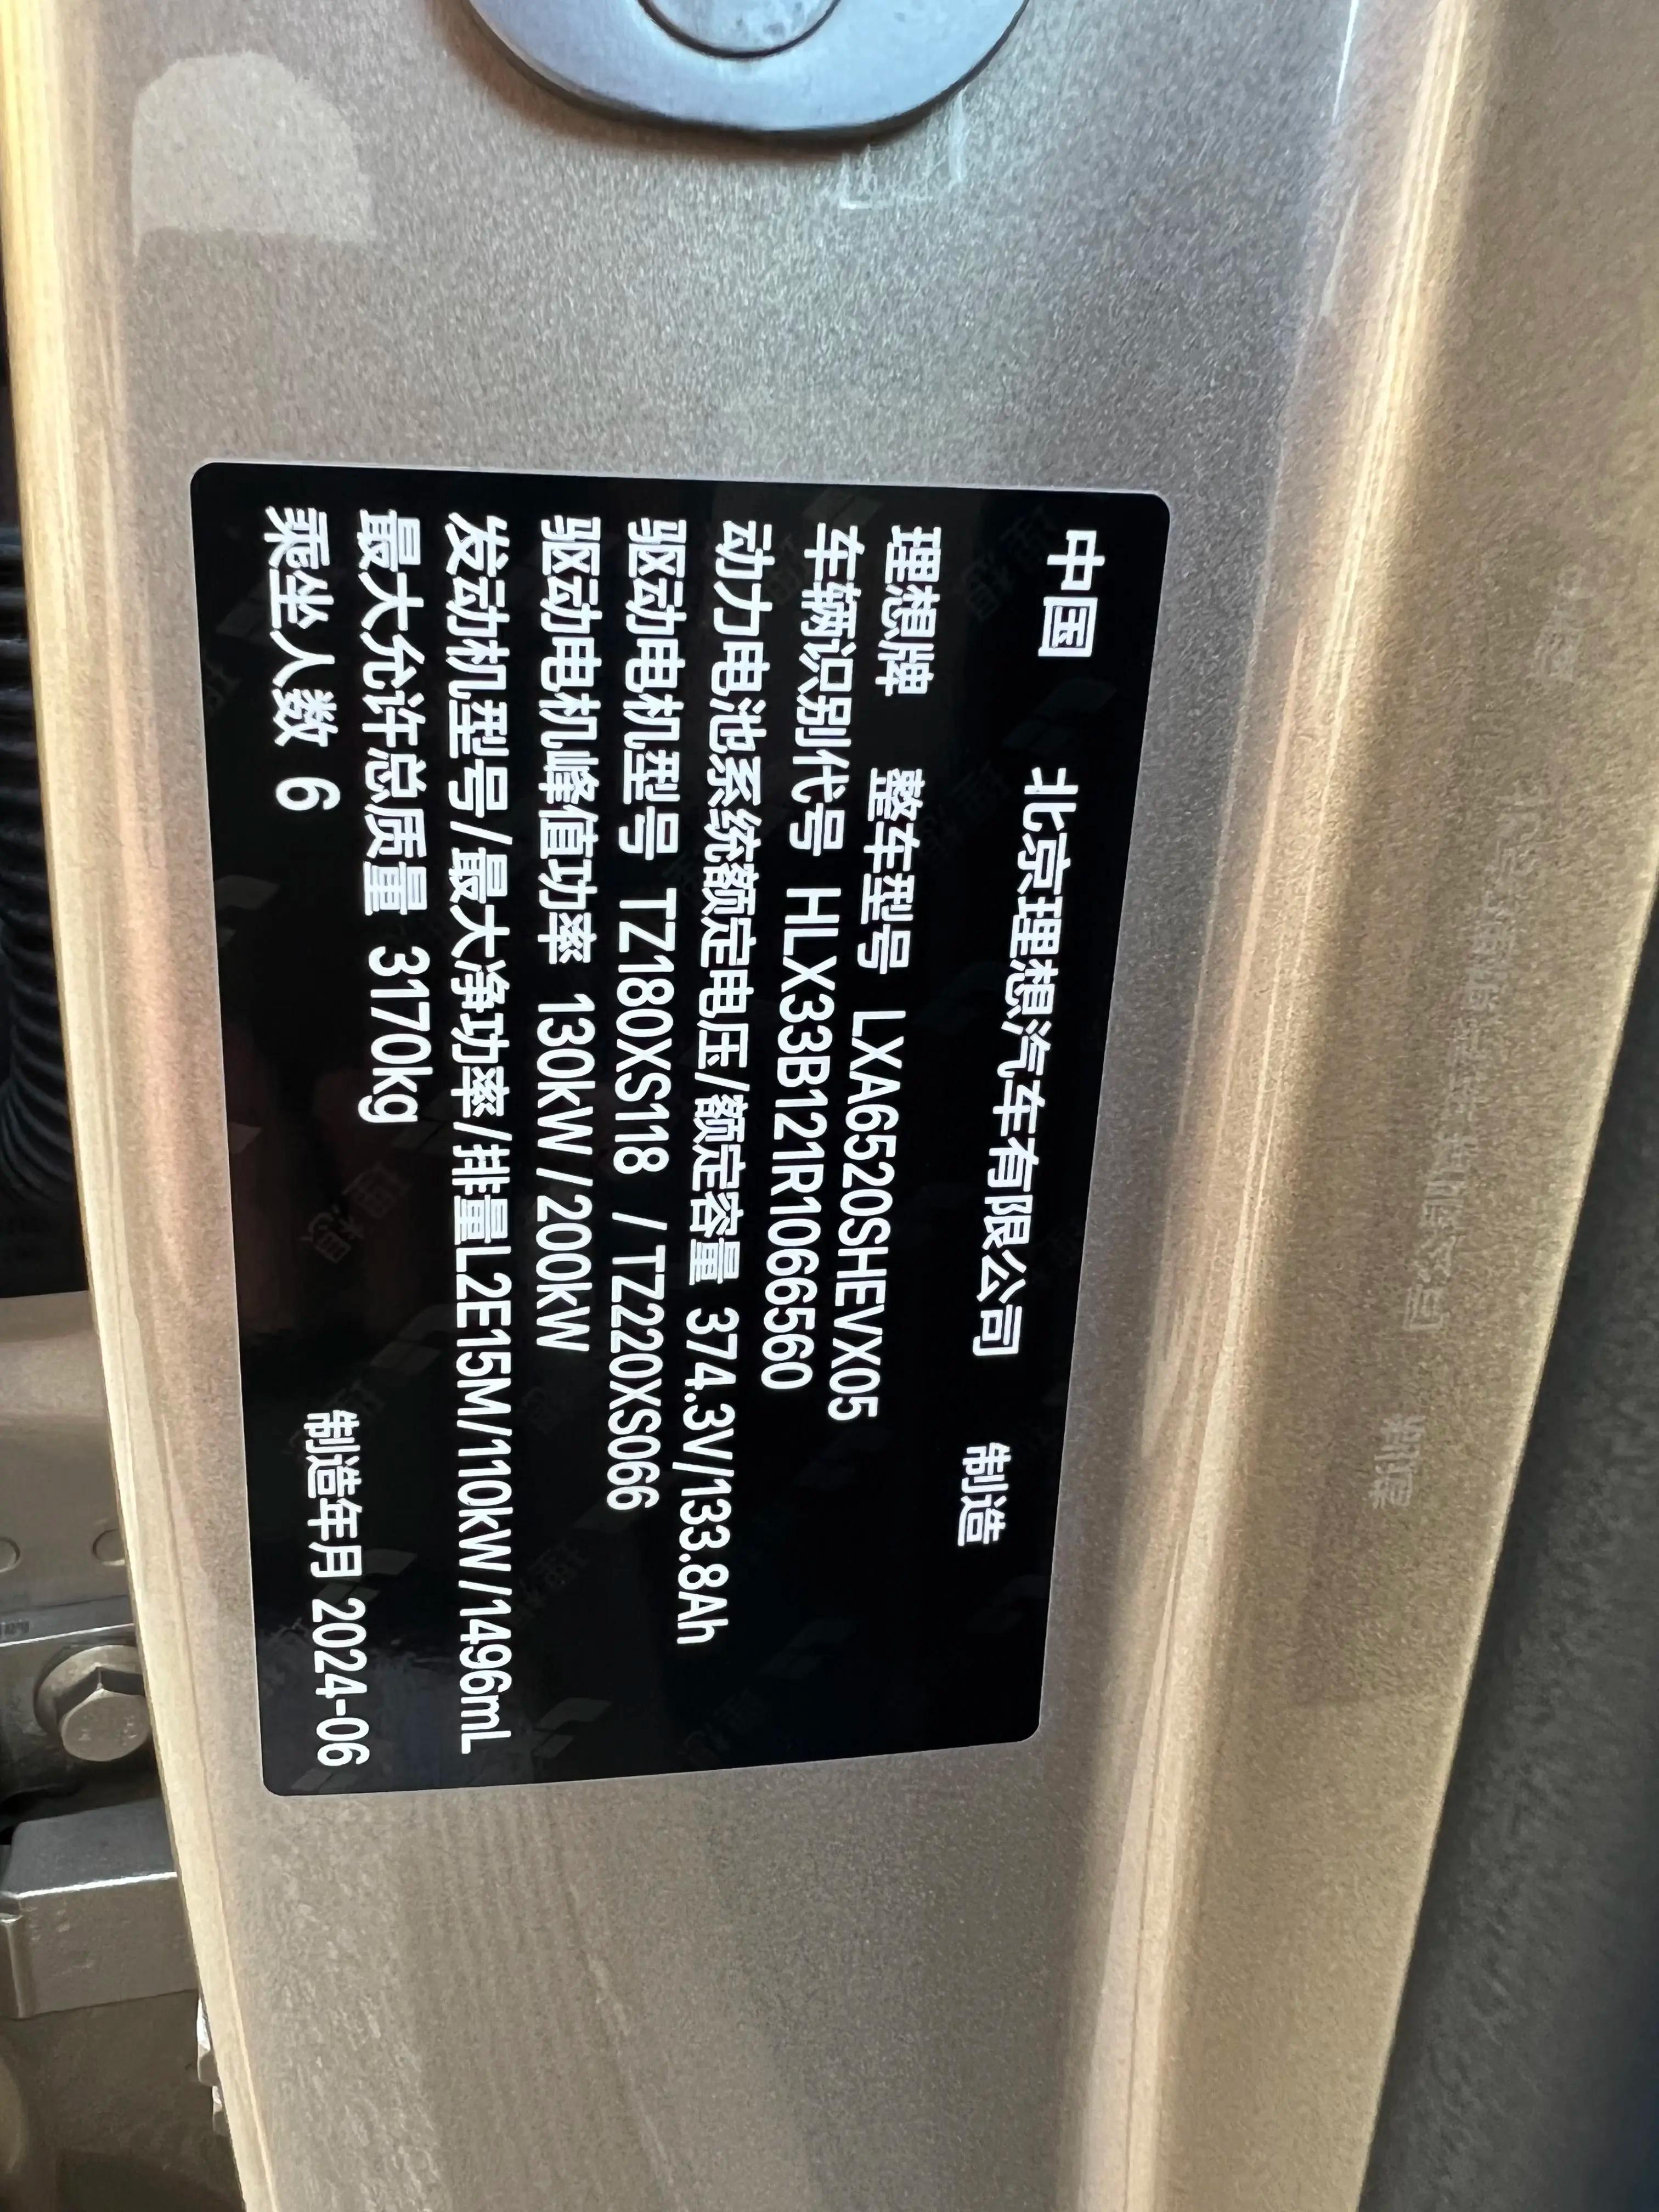 中国 北京理想汽车有限公司 制造
理想牌 整车型号 LXA6520SHEVX05
车辆识别代号 HLX33B121R1066560
动力电池系统额定电压/额定容量 374.3V/133.8Ah
驱动电机型号 TZ180XS118 / TZ220XS066
驱动电机峰值功率 130kW/200kW
发动机型号/最大净功率/排量L2E15M/110kW/1496mL
最大允许总质量 3170kg
乘坐人数 6 制造年月 2024-06